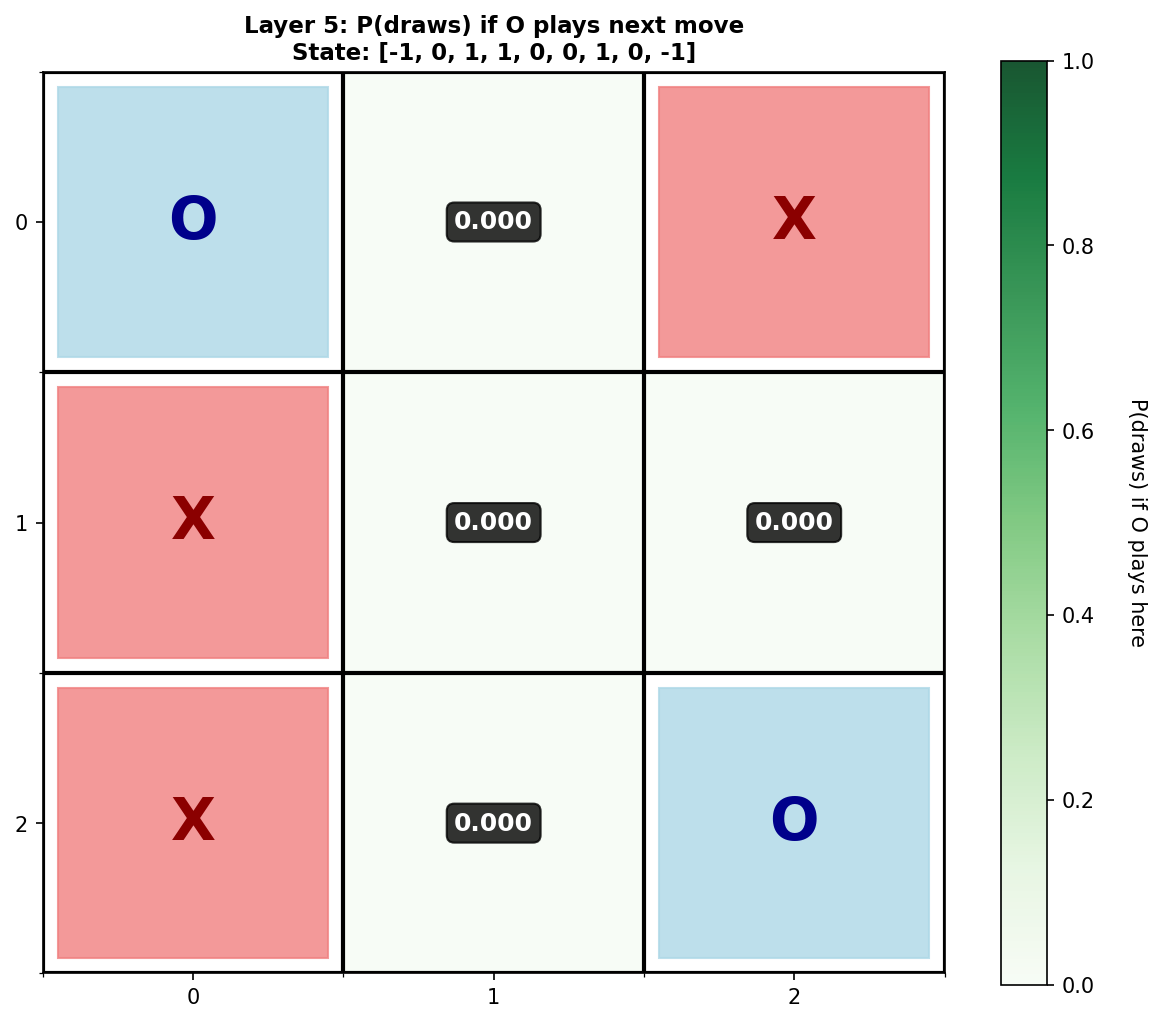 Layer 5: P(draws) if O plays next move
State: [-1, 0, 1, 1, 0, 0, 1, 0, -1]
O
0.000
X
X
0.000
0.000
X
0.000
O
0
1
2
0
1
2
1.0
0.8
0.6
0.4
0.2
0.0
P(draws) if O plays here